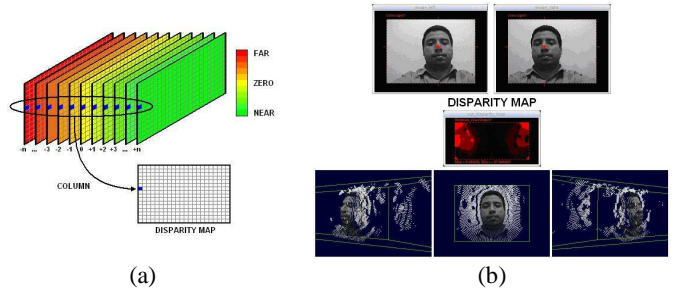 FAR
ZERO
NEAR
-n ... -3 -2 -1 0 +1 +2 +3 ... +n
COLUMN
DISPARITY MAP
(a)
DISPARITY MAP
(b)